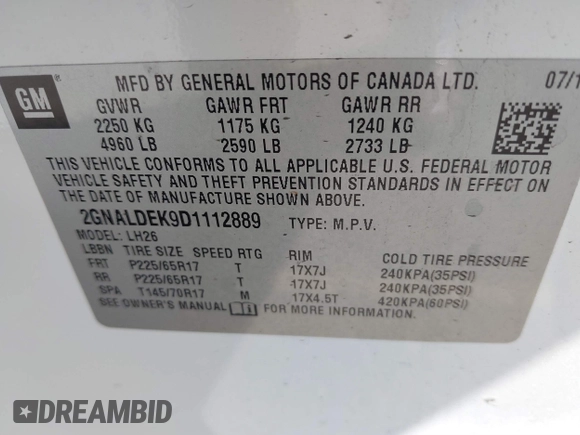 GM
MFD BY GENERAL MOTORS OF CANADA LTD. 07/1
GVWR GAWR FRT GAWR RR
2250 KG 1175 KG 1240 KG
4960 LB 2590 LB 2733 LB
THIS VEHICLE CONFORMS TO ALL APPLICABLE U.S. FEDERAL MOTOR
VEHICLE SAFETY AND THEFT PREVENTION STANDARDS IN EFFECT ON
THE DATE OF MANUFACTURE SHOWN ABOVE.
2GNALDEK9D1112889 TYPE: M.P.V.
MODEL: LH26
LBBN TIRE SIZE SPEED RTG RIM COLD TIRE PRESSURE
FRT P225/65R17 T 17X7J 240KPA(35PSI)
RR P225/65R17 T 17X7J 240KPA(35PSI)
SPA T145/70R17 M 17X4.5T 420KPA(60PSI)
SEE OWNER'S MANUAL FOR MORE INFORMATION.
DREAMBID